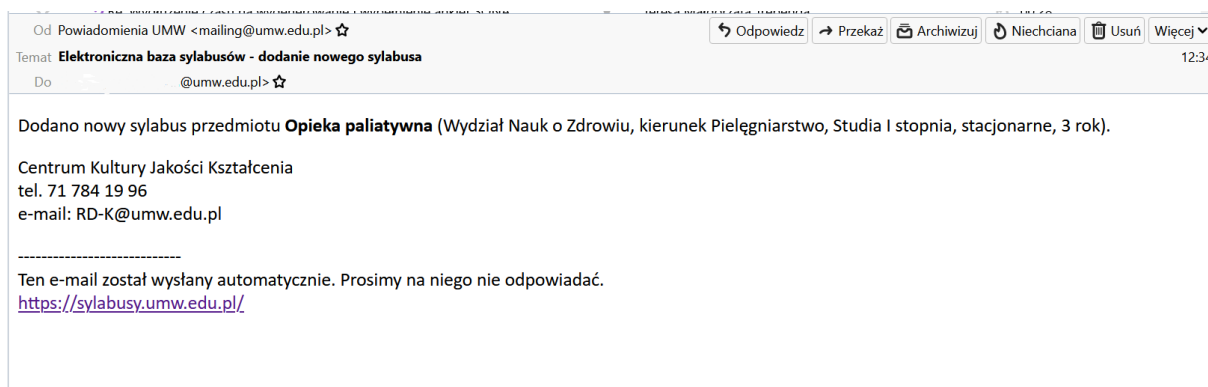 Od Powiadomienia UMW <mailing@umw.edu.pl>
Odpowiedz Przekaż Archiwizuj Niechciana Usuń Więcej
Temat Elektroniczna baza sylabusów - dodanie nowego sylabusa 12:34
Do @umw.edu.pl>
Dodano nowy sylabus przedmiotu Opieka paliatywna (Wydział Nauk o Zdrowiu, kierunek Pielęgniarstwo, Studia I stopnia, stacjonarne, 3 rok).
Centrum Kultury Jakości Kształcenia
tel. 71 784 19 96
e-mail: RD-K@umw.edu.pl
----------------------------
Ten e-mail został wysłany automatycznie. Prosimy na niego nie odpowiadać.
https://sylabusy.umw.edu.pl/